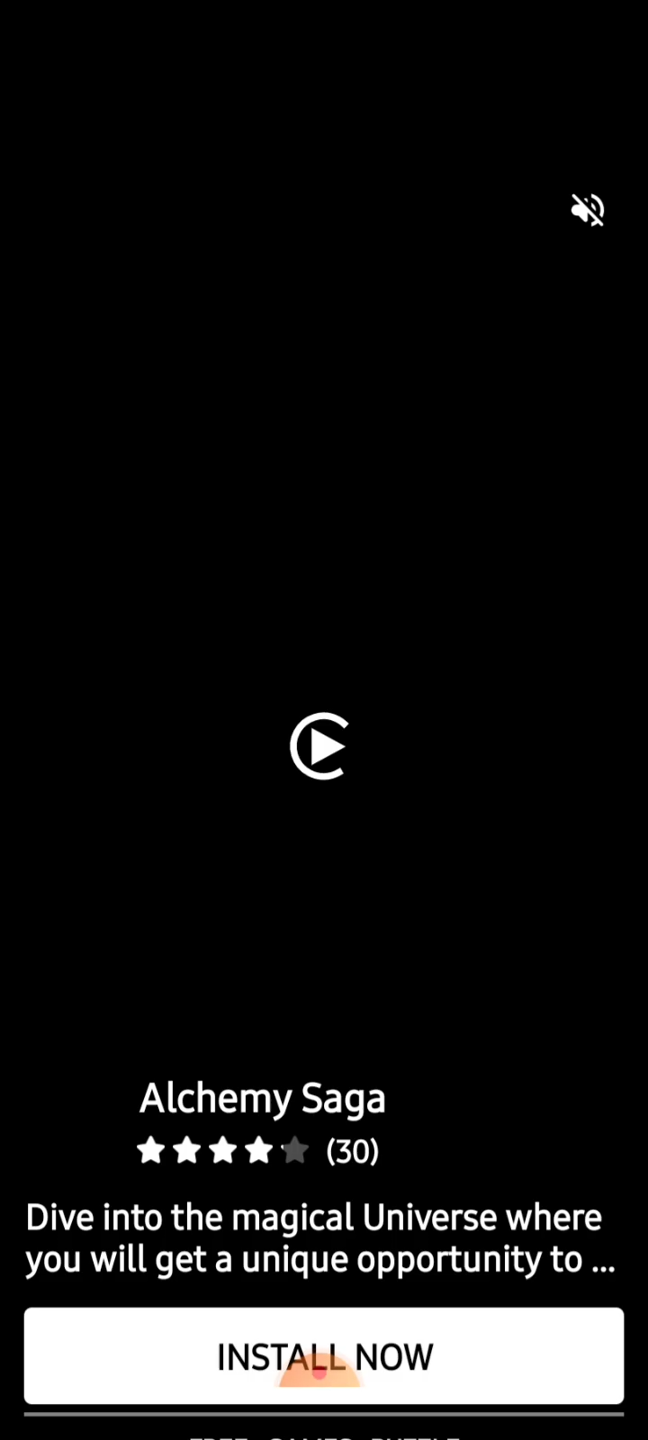 Alchemy Saga
(30)
Dive into the magical Universe where
you will get a unique opportunity to ...
INSTALL NOW